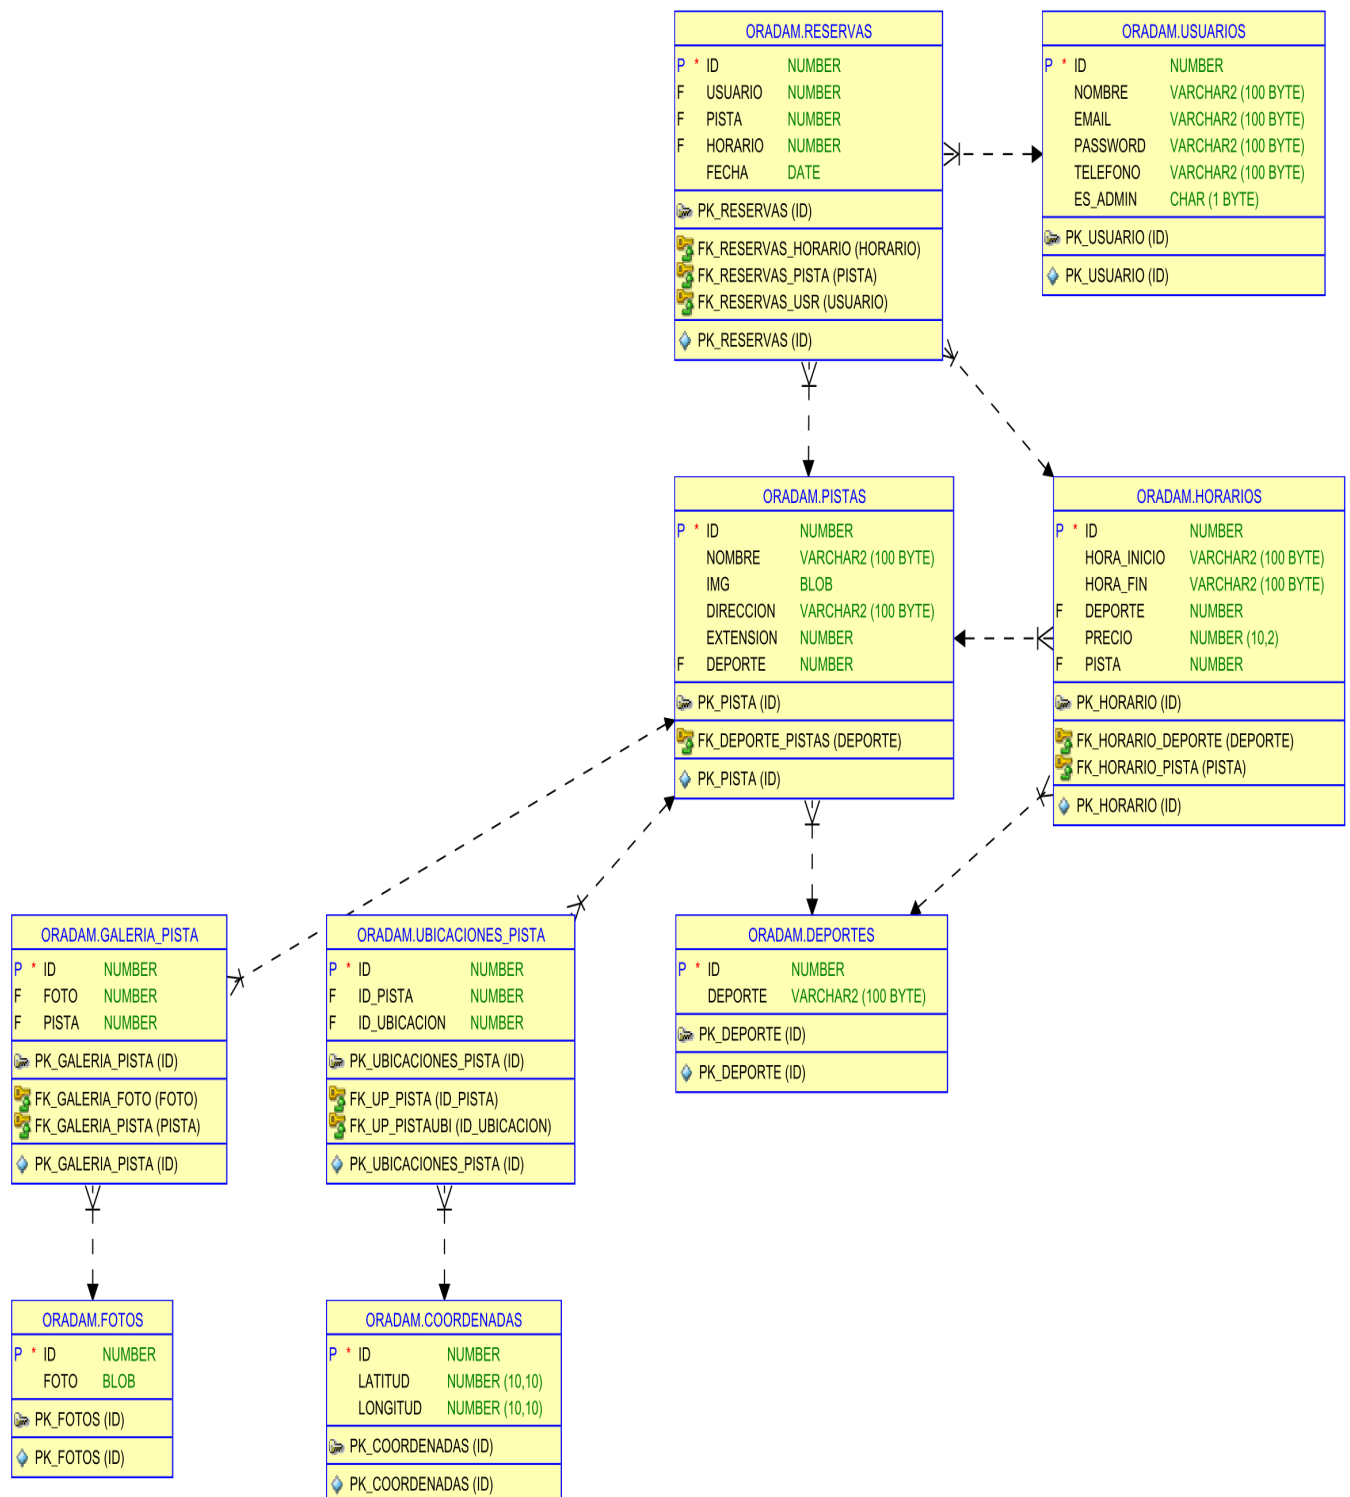 ORADAM.RESERVAS
P * ID NUMBER
F USUARIO NUMBER
F PISTA NUMBER
F HORARIO NUMBER
FECHA DATE
PK_RESERVAS (ID)
FK_RESERVAS_HORARIO (HORARIO)
FK_RESERVAS_PISTA (PISTA)
FK_RESERVAS_USR (USUARIO)
PK_RESERVAS (ID)
ORADAM.USUARIOS
P * ID NUMBER
NOMBRE VARCHAR2 (100 BYTE)
EMAIL VARCHAR2 (100 BYTE)
PASSWORD VARCHAR2 (100 BYTE)
TELEFONO VARCHAR2 (100 BYTE)
ES_ADMIN CHAR (1 BYTE)
PK_USUARIO (ID)
PK_USUARIO (ID)
ORADAM.PISTAS
P * ID NUMBER
NOMBRE VARCHAR2 (100 BYTE)
IMG BLOB
DIRECCION VARCHAR2 (100 BYTE)
EXTENSION NUMBER
F DEPORTE NUMBER
PK_PISTA (ID)
FK_DEPORTE_PISTAS (DEPORTE)
PK_PISTA (ID)
ORADAM.HORARIOS
P * ID NUMBER
HORA_INICIO VARCHAR2 (100 BYTE)
HORA_FIN VARCHAR2 (100 BYTE)
F DEPORTE NUMBER
PRECIO NUMBER (10,2)
F PISTA NUMBER
PK_HORARIO (ID)
FK_HORARIO_DEPORTE (DEPORTE)
FK_HORARIO_PISTA (PISTA)
PK_HORARIO (ID)
ORADAM.GALERIA_PISTA
P * ID NUMBER
F FOTO NUMBER
F PISTA NUMBER
PK_GALERIA_PISTA (ID)
FK_GALERIA_FOTO (FOTO)
FK_GALERIA_PISTA (PISTA)
PK_GALERIA_PISTA (ID)
ORADAM.UBICACIONES_PISTA
P * ID NUMBER
F ID_PISTA NUMBER
F ID_UBICACION NUMBER
PK_UBICACIONES_PISTA (ID)
FK_UP_PISTA (ID_PISTA)
FK_UP_PISTAUBI (ID_UBICACION)
PK_UBICACIONES_PISTA (ID)
ORADAM.DEPORTES
P * ID NUMBER
DEPORTE VARCHAR2 (100 BYTE)
PK_DEPORTE (ID)
PK_DEPORTE (ID)
ORADAM.FOTOS
P * ID NUMBER
FOTO BLOB
PK_FOTOS (ID)
PK_FOTOS (ID)
ORADAM.COORDENADAS
P * ID NUMBER
LATITUD NUMBER (10,10)
LONGITUD NUMBER (10,10)
PK_COORDENADAS (ID)
PK_COORDENADAS (ID)